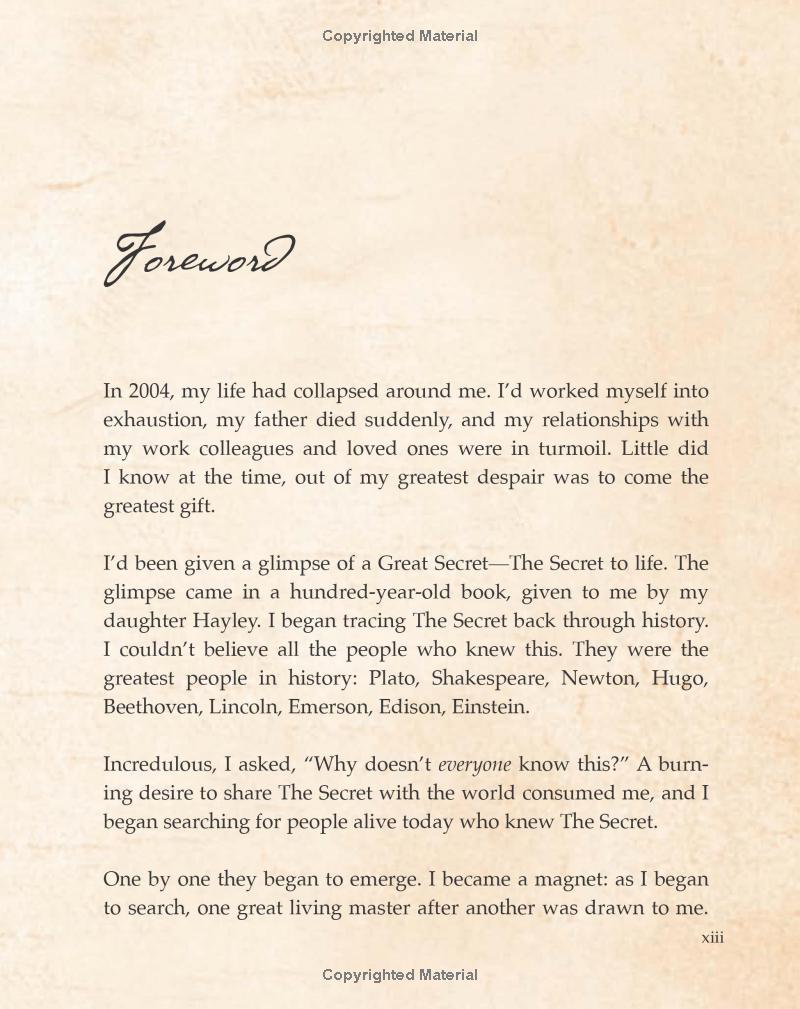 Copyrighted Material
Foreword
In 2004, my life had collapsed around me. I’d worked myself into
exhaustion, my father died suddenly, and my relationships with
my work colleagues and loved ones were in turmoil. Little did
I know at the time, out of my greatest despair was to come the
greatest gift.
I’d been given a glimpse of a Great Secret—The Secret to life. The
glimpse came in a hundred-year-old book, given to me by my
daughter Hayley. I began tracing The Secret back through history.
I couldn’t believe all the people who knew this. They were the
greatest people in history: Plato, Shakespeare, Newton, Hugo,
Beethoven, Lincoln, Emerson, Edison, Einstein.
Incredulous, I asked, “Why doesn’t everyone know this?” A burn-
ing desire to share The Secret with the world consumed me, and I
began searching for people alive today who knew The Secret.
One by one they began to emerge. I became a magnet: as I began
to search, one great living master after another was drawn to me.
xiii
Copyrighted Material